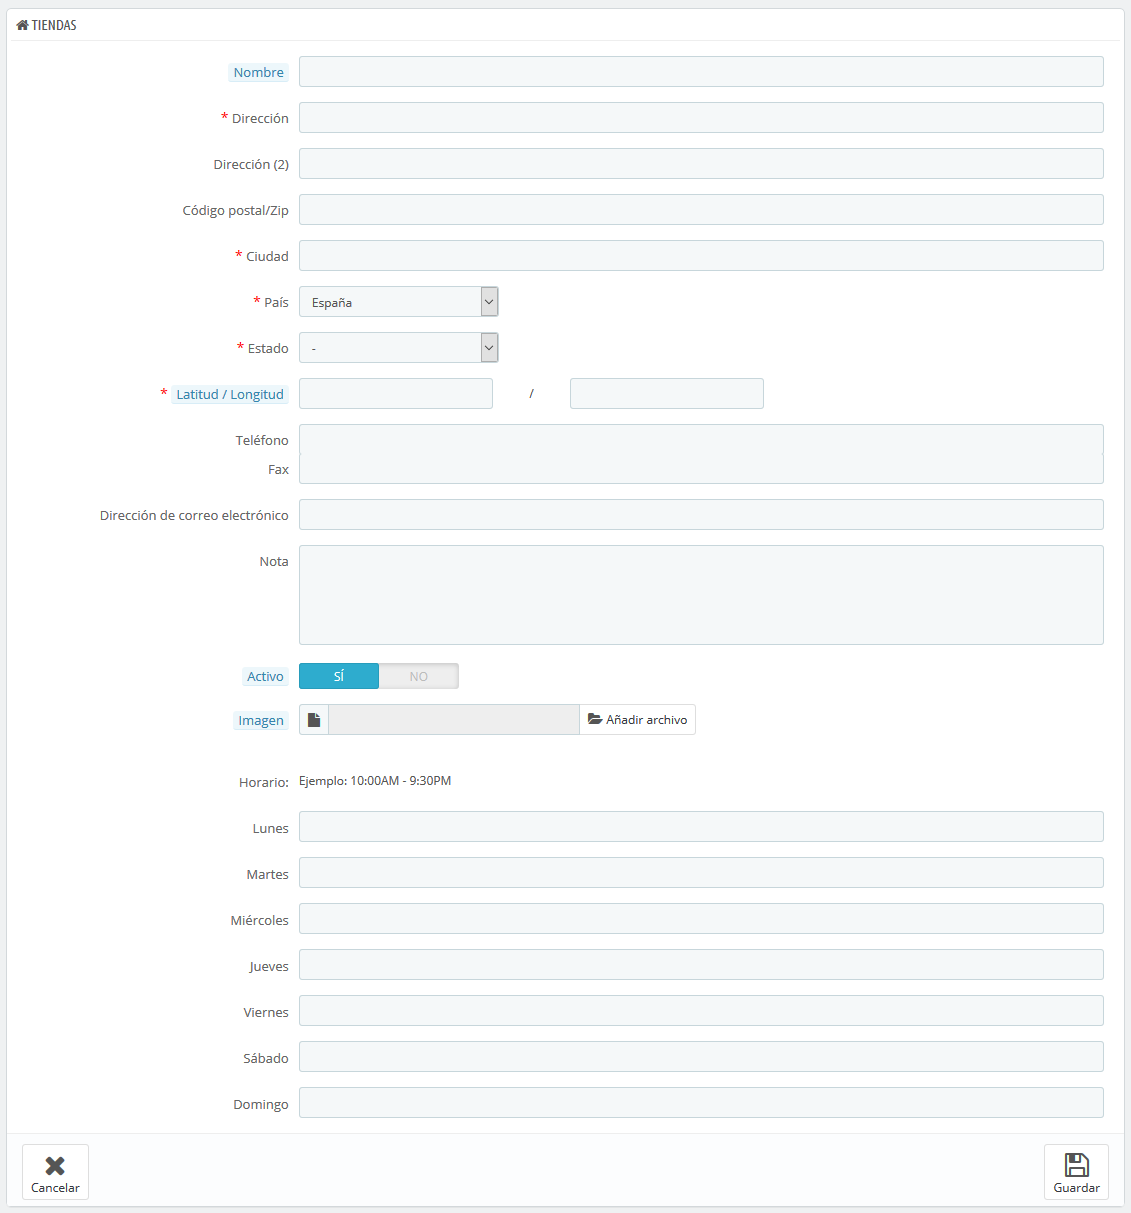 TIENDAS
Nombre
* Dirección
Dirección (2)
Código postal/Zip
* Ciudad
* País España
* Estado -
* Latitud / Longitud /
Teléfono
Fax
Dirección de correo electrónico
Nota
Activo SÍ NO
Imagen Añadir archivo
Horario: Ejemplo: 10:00AM - 9:30PM
Lunes
Martes
Miércoles
Jueves
Viernes
Sábado
Domingo
Cancelar Guardar